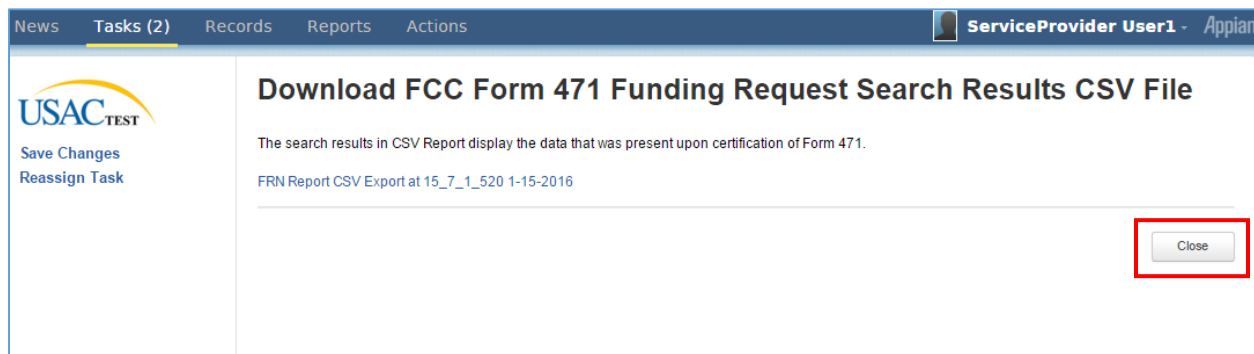 News Tasks (2) Records Reports Actions ServiceProvider User1 Appian
USAC TEST
Save Changes
Reassign Task
Download FCC Form 471 Funding Request Search Results CSV File
The search results in CSV Report display the data that was present upon certification of Form 471.
FRN Report CSV Export at 15_7_1_520 1-15-2016
Close